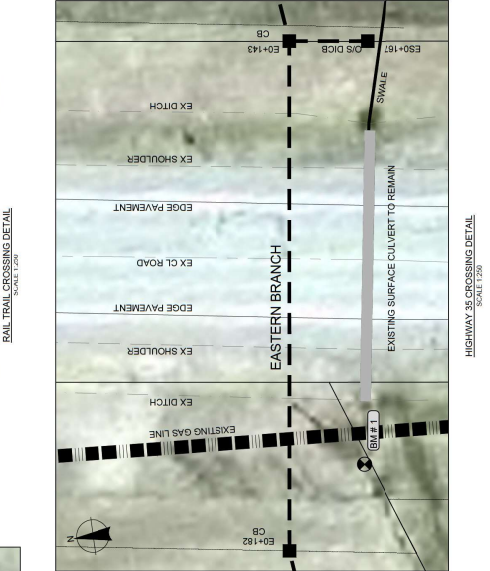 RAIL TRAIL CROSSING DETAIL
SCALE 1:250
CB
E0+143
O/S DICB
ES0+167
SWALE
EX DITCH
EX SHOULDER
EDGE PAVEMENT
EX CL ROAD
EDGE PAVEMENT
EX SHOULDER
EX DITCH
EXISTING GAS LINE
EASTERN BRANCH
EXISTING SURFACE CULVERT TO REMAIN
BM # 1
CB
E0+182
N
HIGHWAY 35 CROSSING DETAIL
SCALE 1:250